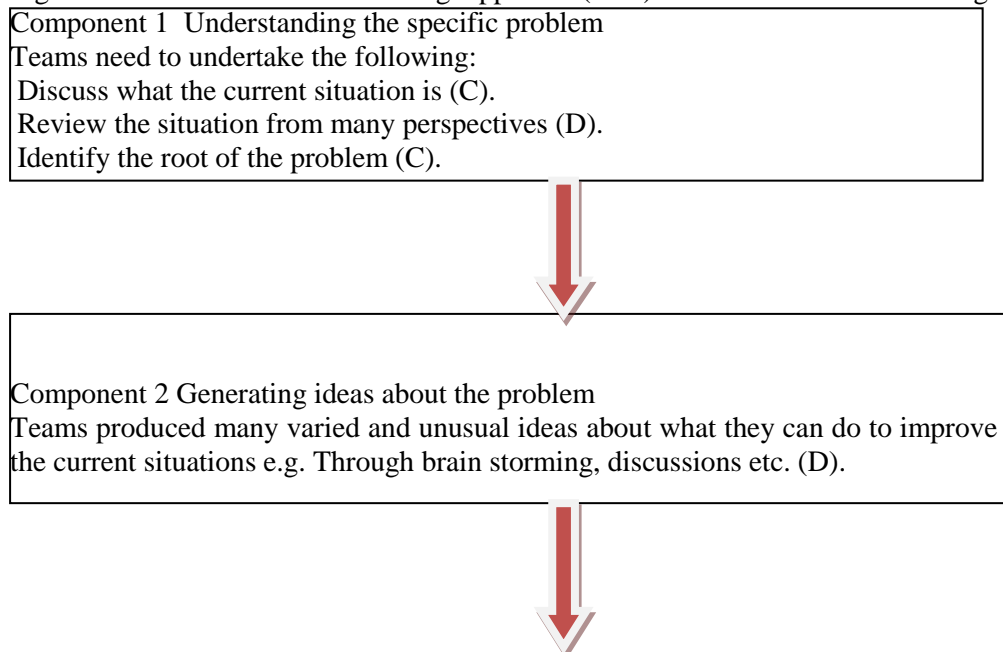 Component 1 Understanding the specific problem
Teams need to undertake the following:
Discuss what the current situation is (C).
Review the situation from many perspectives (D).
Identify the root of the problem (C).
Component 2 Generating ideas about the problem
Teams produced many varied and unusual ideas about what they can do to improve
the current situations e.g. Through brain storming, discussions etc. (D).